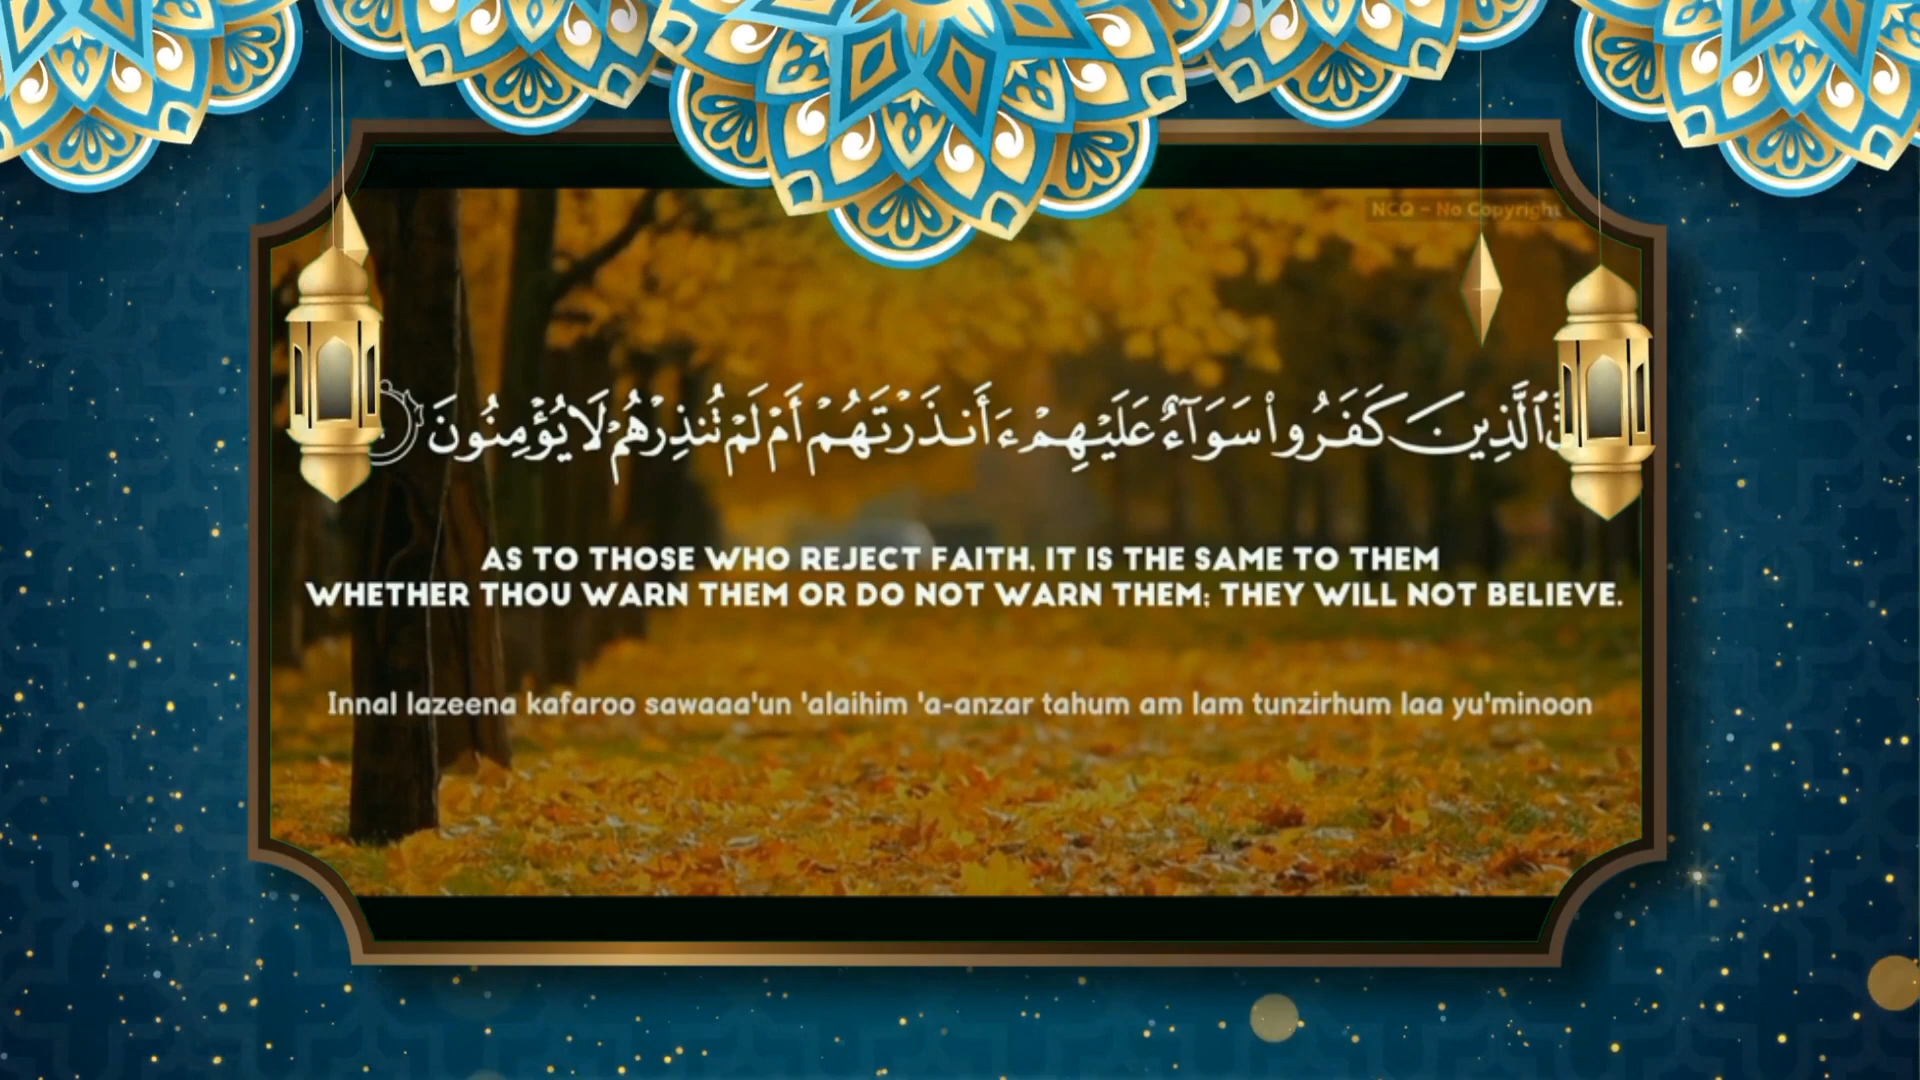 NCQ - No Copyright
ٱلَّذِينَ كَفَرُوا۟ سَوَآءٌ عَلَيْهِمْ ءَأَنذَرْتَهُمْ أَمْ لَمْ تُنذِرْهُمْ لَا يُؤْمِنُونَ
AS TO THOSE WHO REJECT FAITH, IT IS THE SAME TO THEM
WHETHER THOU WARN THEM OR DO NOT WARN THEM; THEY WILL NOT BELIEVE.
Innal lazeena kafaroo sawaaa'un 'alaihim 'a-anzar tahum am lam tunzirhum laa yu'minoon